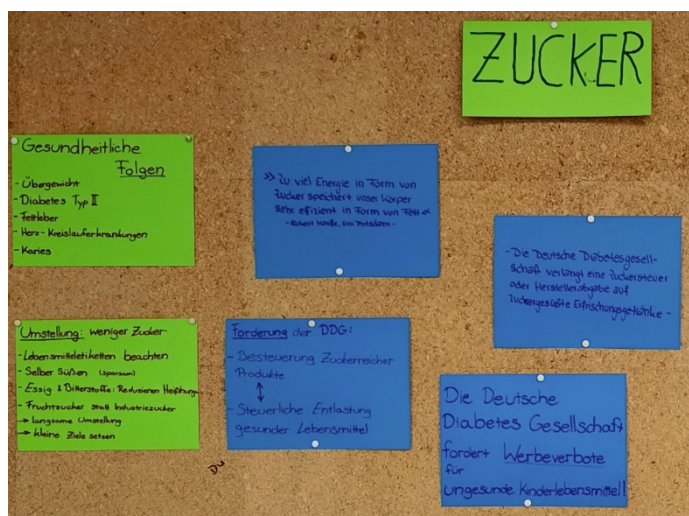 ZUCKER
Gesundheitliche
Folgen
- Übergewicht
- Diabetes Typ II
- Fettleber
- Herz-Kreislauferkrankungen
- Karies
» Zu viel Energie in Form von
Zucker speichert unser Körper
sehr effizient in Form von Fett «
- Robert Uni Potsdam -
- Die Deutsche Diabetesgesell-
schaft verlangt eine Zuckersteuer
oder Herstellerabgabe auf
zuckergesüßte Erfrischungsgetränke -
Umstellung: weniger Zucker
- Lebensmitteletiketten beachten
- Selber Süßen (sparsam)
- Essig & Bitterstoffe: Reduzieren Heißhunger
- Fruchtzucker statt Industriezucker
→ langsame Umstellung
→ kleine Ziele setzen
Forderung der DDG:
- Besteuerung Zuckerreicher
Produkte
↕
- Steuerliche Entlastung
gesunder Lebensmittel
Die Deutsche
Diabetes Gesellschaft
fordert Werbeverbote
für
ungesunde Kinderlebensmittel!